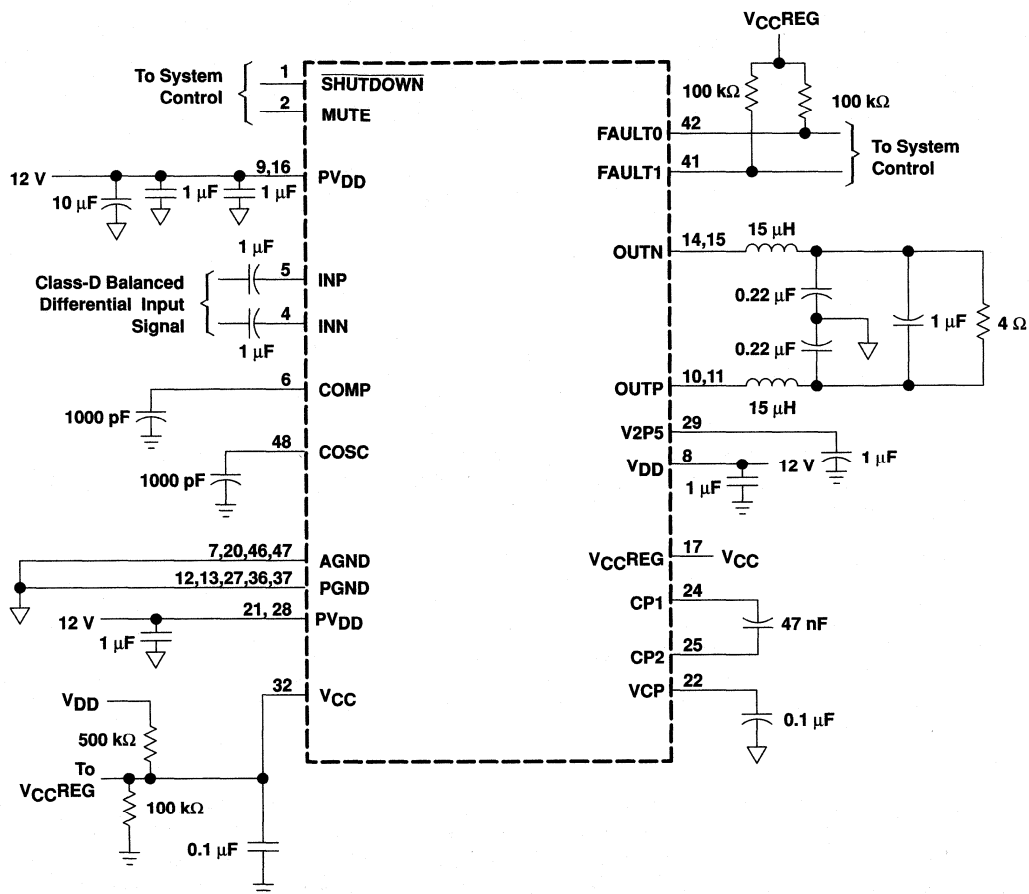 VCCREG
To System
Control
1
SHUTDOWN
2
MUTE
100 kΩ
100 kΩ
FAULT0
42
FAULT1
41
To System
Control
12 V
9,16
PVDD
10 μF
1 μF
1 μF
1 μF
Class-D Balanced
Differential Input
Signal
5
INP
4
INN
1 μF
OUTN
14,15
15 μH
0.22 μF
0.22 μF
1 μF
4 Ω
OUTP
10,11
15 μH
6
COMP
1000 pF
48
COSC
1000 pF
V2P5
29
1 μF
VDD
8
12 V
1 μF
7,20,46,47
AGND
12,13,27,36,37
PGND
12 V
21, 28
PVDD
1 μF
VCCREG
17
VCC
CP1
24
47 nF
CP2
25
VCP
22
0.1 μF
32
VCC
VDD
500 kΩ
To
VCCREG
100 kΩ
0.1 μF